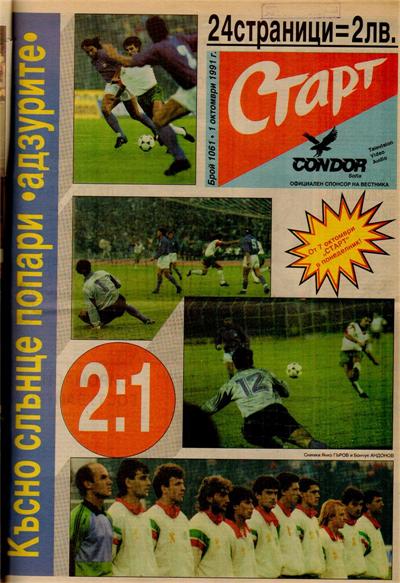 24страници=2лв.
Старт
Брой 1061 • 1 октомври 1991 г.
CONDOR
Sofia
Television
Video
Audio
ОФИЦИАЛЕН СПОНСОР НА ВЕСТНИКА
Късно слънце попари •адзурите•
От 7 октомври
„СТАРТ"
в понеделник!
12
2:1
Снимки Янко ГЪРОВ и Бончук АНДОНОВ